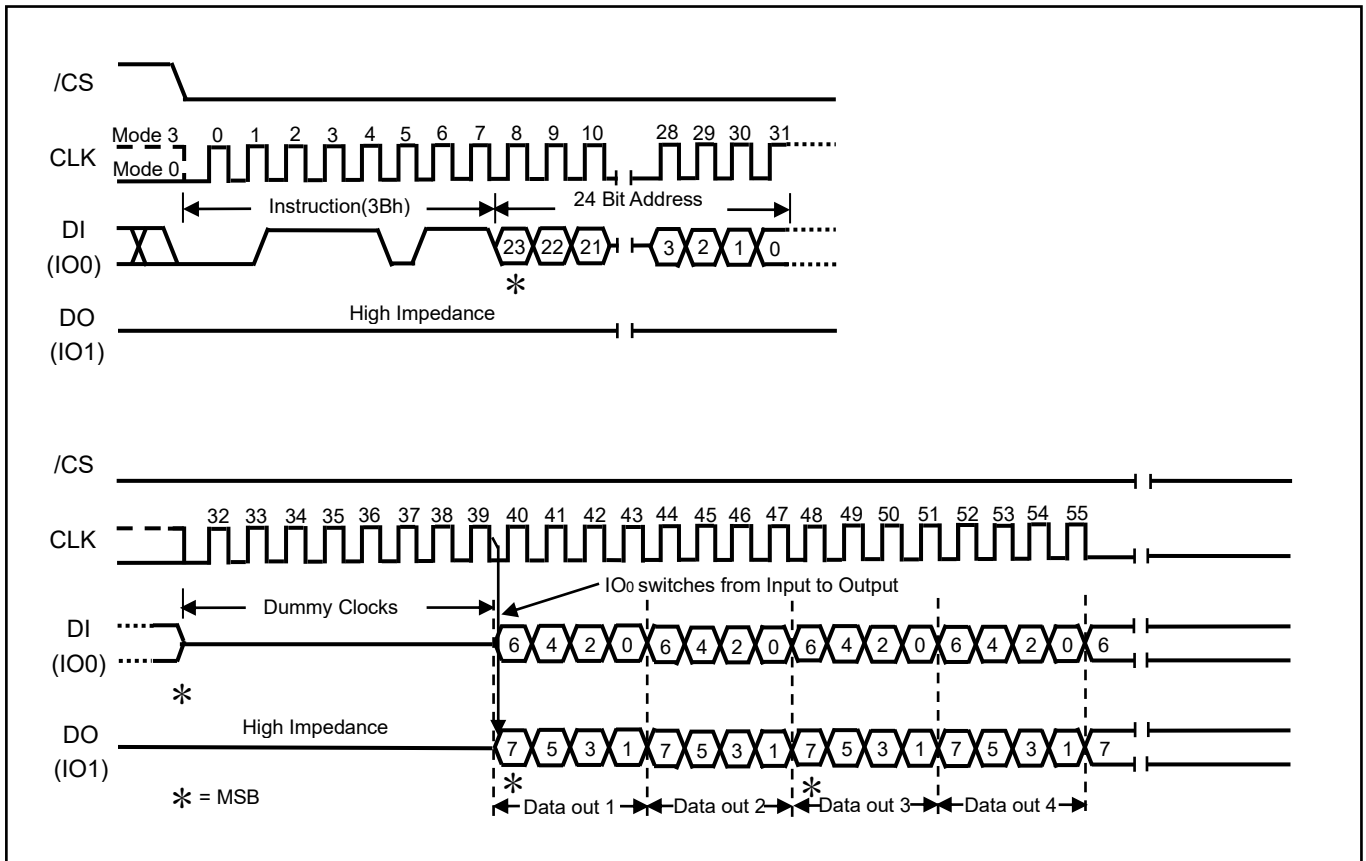 /CS
Mode 3 0 1 2 3 4 5 6 7 8 9 10 28 29 30 31
CLK
Mode 0
Instruction(3Bh) 24 Bit Address
DI
(IO0)
23 22 21 3 2 1 0
*
DO
(IO1)
High Impedance
/CS
32 33 34 35 36 37 38 39 40 41 42 43 44 45 46 47 48 49 50 51 52 53 54 55
CLK
IO0 switches from Input to Output
Dummy Clocks
DI
(IO0)
6 4 2 0 6 4 2 0 6 4 2 0 6 4 2 0 6
*
High Impedance
DO
(IO1)
7 5 3 1 7 5 3 1 7 5 3 1 7 5 3 1 7
* *
* = MSB
Data out 1 Data out 2 Data out 3 Data out 4